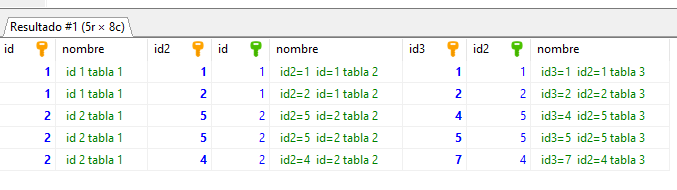 Resultado #1 (5r × 8c)
id nombre id2 id nombre id3 id2 nombre
1 id 1 tabla 1 1 1 id2=1 id=1 tabla 2 1 1 id3=1 id2=1 tabla 3
1 id 1 tabla 1 2 1 id2=2 id=1 tabla 2 2 2 id3=2 id2=2 tabla 3
2 id 2 tabla 1 5 2 id2=5 id=2 tabla 2 4 5 id3=4 id2=5 tabla 3
2 id 2 tabla 1 5 2 id2=5 id=2 tabla 2 5 5 id3=5 id2=5 tabla 3
2 id 2 tabla 1 4 2 id2=4 id=2 tabla 2 7 4 id3=7 id2=4 tabla 3